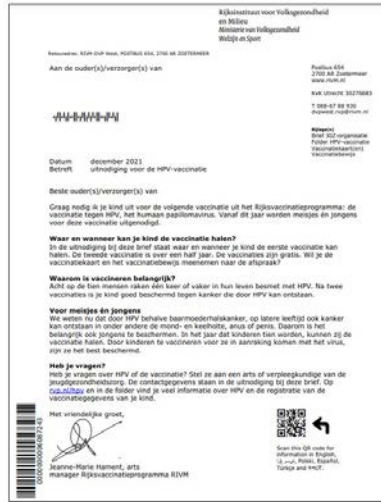 Rijksinstituut voor Volksgezondheid
en Milieu
Ministerie van Volksgezondheid
Welzijn en Sport
Retouradres: RIVM-DVP West, POSTBUS 654, 2700 AR ZOETERMEER
Aan de ouder(s)/verzorger(s) van
Postbus 654
2700 AR Zoetermeer
www.rivm.nl
KvK Utrecht 30276683
T 088-67 88 930
dvpwest.rvp@rivm.nl
Bijlage(n)
Brief JGZ-organisatie
Folder HPV-vaccinatie
Vaccinatiekaart(en)
Vaccinatiebewijs
Datum december 2021
Betreft uitnodiging voor de HPV-vaccinatie
Beste ouder(s)/verzorger(s) van
Graag nodig ik je kind uit voor de volgende vaccinatie uit het Rijksvaccinatieprogramma: de
vaccinatie tegen HPV, het humaan papillomavirus. Vanaf dit jaar worden meisjes én jongens
voor deze vaccinatie uitgenodigd.
Waar en wanneer kan je kind de vaccinatie halen?
In de uitnodiging bij deze brief staat waar en wanneer je kind de eerste vaccinatie kan
halen. De tweede vaccinatie is over een half jaar. De vaccinaties zijn gratis. Wil je de
vaccinatiekaart en het vaccinatiebewijs meenemen naar de afspraak?
Waarom is vaccineren belangrijk?
Acht op de tien mensen raken één keer of vaker in hun leven besmet met HPV. Na twee
vaccinaties is je kind goed beschermd tegen kanker die door HPV kan ontstaan.
Voor meisjes én jongens
We weten nu dat door HPV behalve baarmoederhalskanker, op latere leeftijd ook kanker
kan ontstaan in onder andere de mond- en keelholte, anus of penis. Daarom is het
belangrijk ook jongens te beschermen. In het jaar dat kinderen tien worden, kunnen zij de
vaccinatie halen. Door kinderen te vaccineren voor ze in aanraking komen met het virus,
zijn ze het best beschermd.
Heb je vragen?
Heb je vragen over HPV of de vaccinatie? Stel ze aan een arts of verpleegkundige van de
jeugdgezondheidszorg. De contactgegevens staan in de uitnodiging bij deze brief. Op
rvp.nl/hpv en in de folder vind je veel informatie over HPV en de registratie van de
vaccinatiegegevens van je kind.
Met vriendelijke groet,
Jeanne-Marie Hament, arts
manager Rijksvaccinatieprogramma RIVM
Scan this QR code for
information in English,
Polski, Español,
Türkçe